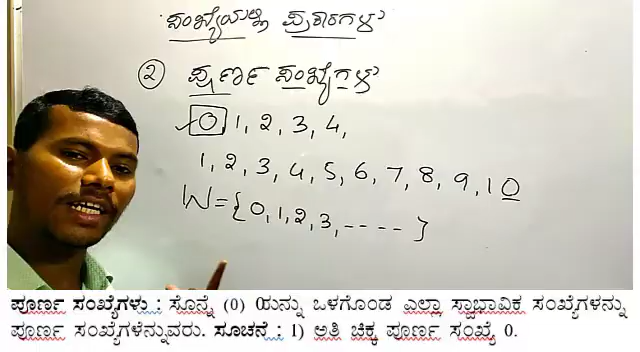 ಸಂಖ್ಯೆಯಲ್ಲಿ ಪ್ರಕಾರಗಳು
2 ಪೂರ್ಣ ಸಂಖ್ಯೆಗಳು
0, 1, 2, 3, 4,
1, 2, 3, 4, 5, 6, 7, 8, 9, 10
W = {0, 1, 2, 3, ---- }
ಪೂರ್ಣ ಸಂಖ್ಯೆಗಳು : ಸೊನ್ನೆ (0) ಯನ್ನು ಒಳಗೊಂಡ ಎಲ್ಲಾ ಸ್ವಾಭಾವಿಕ ಸಂಖ್ಯೆಗಳನ್ನು
ಪೂರ್ಣ ಸಂಖ್ಯೆಗಳೆನ್ನುವರು. ಸೂಚನೆ : 1) ಅತಿ ಚಿಕ್ಕ ಪೂರ್ಣ ಸಂಖ್ಯೆ 0.